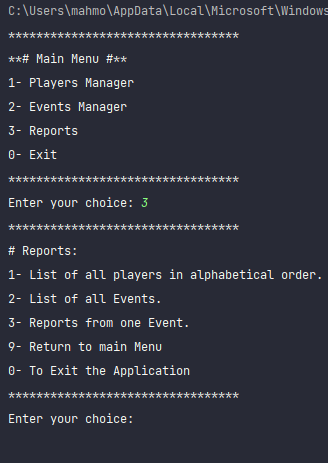 C:\Users\mahmo\AppData\Local\Microsoft\Windows
*********************************
**# Main Menu #**
1- Players Manager
2- Events Manager
3- Reports
0- Exit
*********************************
Enter your choice: 3
*********************************
# Reports:
1- List of all players in alphabetical order.
2- List of all Events.
3- Reports from one Event.
9- Return to main Menu
0- To Exit the Application
*********************************
Enter your choice: